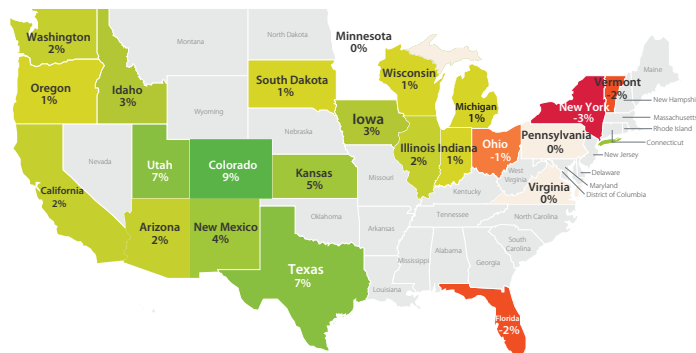 Washington
2%
Montana
North Dakota
Minnesota
0%
Maine
Oregon
1%
Idaho
3%
South Dakota
1%
Wisconsin
1%
Michigan
1%
Vermont
-2%
New York
-3%
New Hampshi
Massachusetts
Rhode Island
Connecticut
Wyoming
Iowa
3%
Nebraska
Nevada
Utah
7%
Colorado
9%
Kansas
5%
Illinois
2%
Indiana
1%
Ohio
-1%
Pennsylvania
0%
New Jersey
Delaware
Maryland
District of Columbia
West
Virginia
Virginia
0%
Missouri
Kentucky
California
2%
Arizona
2%
New Mexico
4%
Oklahoma
Arkansas
Tennessee
North Carolina
South
Carolina
Texas
7%
Louisiana
Mississippi
Alabama
Georgia
Florida
-2%